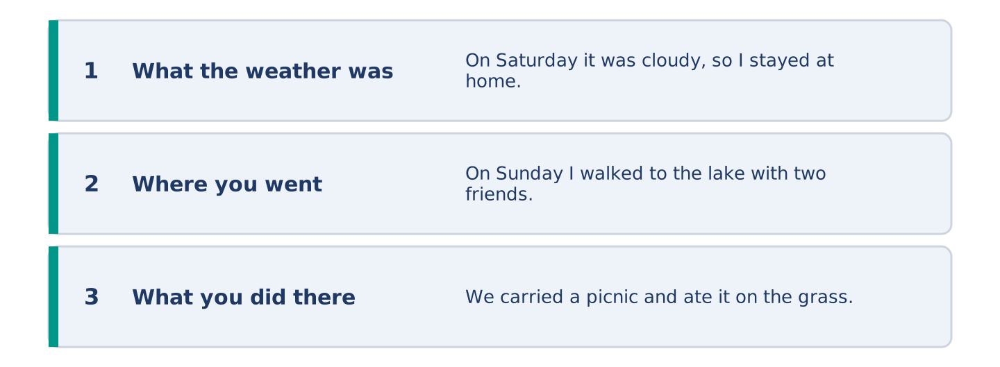 1 What the weather was
On Saturday it was cloudy, so I stayed at
home.
2 Where you went
On Sunday I walked to the lake with two
friends.
3 What you did there
We carried a picnic and ate it on the grass.